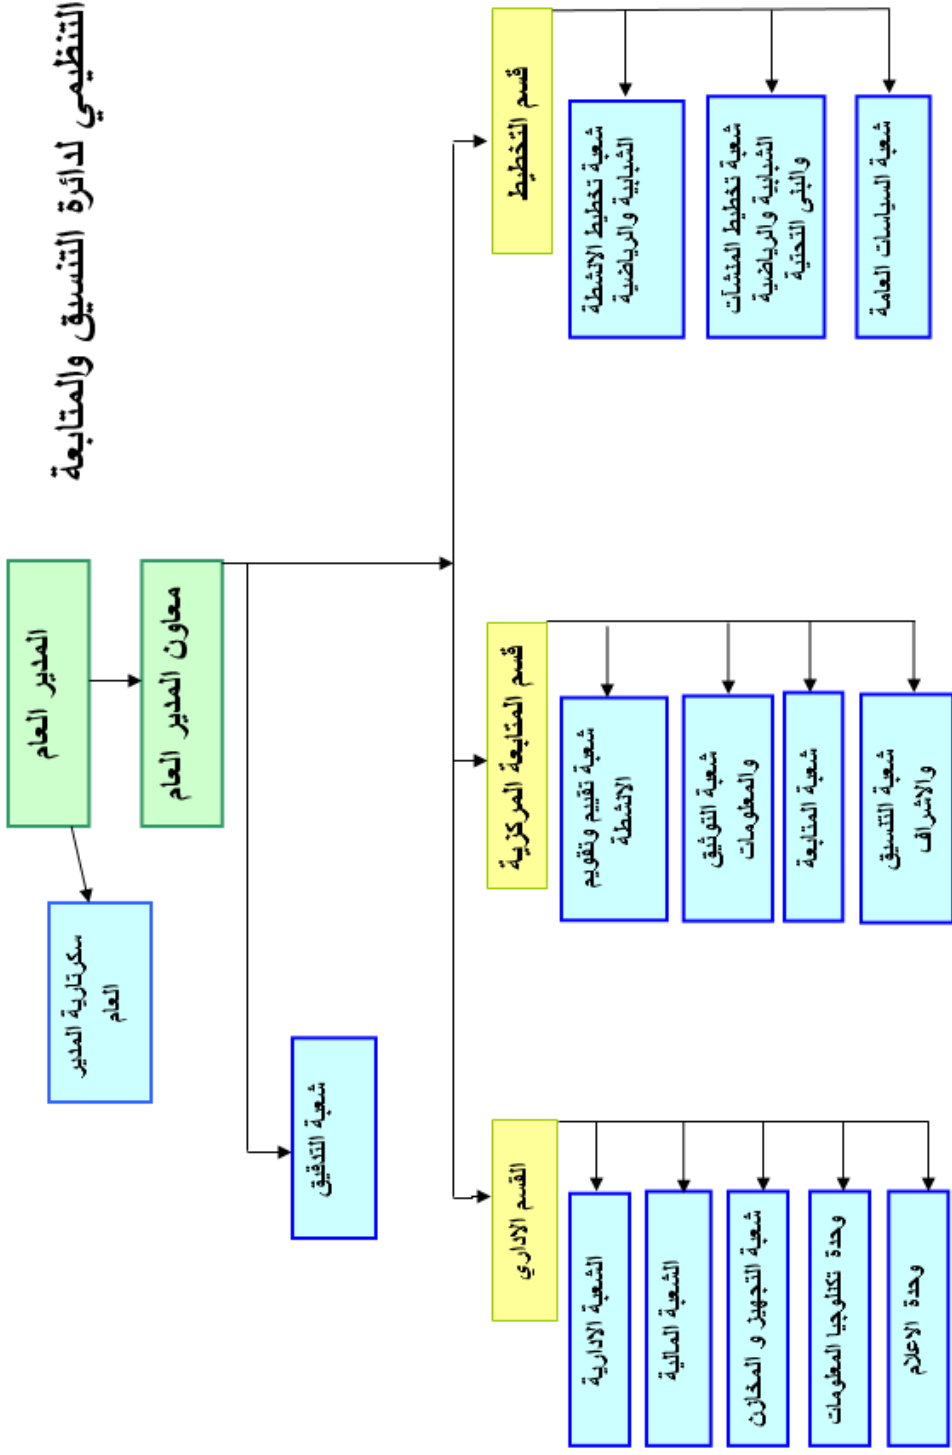 التنظيمي لدائرة التنسيق والمتابعة
المدير العام
معاون المدير العام
سكرتارية المدير
العام
شعبة التدقيق
قسم التخطيط
شعبة تخطيط الانشطة
الشبابية والرياضية
شعبة تخطيط المنشآت
الشبابية والرياضية
والبنى التحتية
شعبة السياسات العامة
قسم المتابعة المركزية
شعبة تقييم وتقويم
الانشطة
شعبة التوثيق
والمعلومات
شعبة المتابعة
شعبة التنسيق
والاشراف
القسم الاداري
الشعبة الادارية
الشعبة المالية
شعبة التجهيز و المخازن
وحدة تكنلوجيا المعلومات
وحدة الاعلام